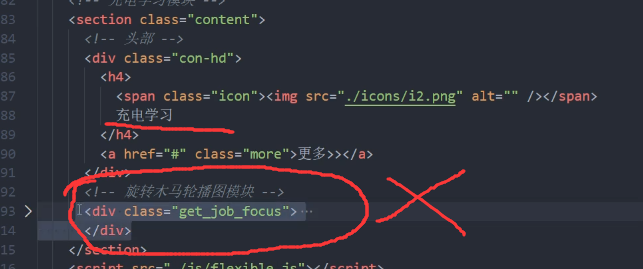 82 <!-- 充电学习模块 -->
83 <section class="content">
84 <!-- 头部 -->
85 <div class="con-hd">
86 <h4>
87 <span class="icon"><img src="./icons/i2.png" alt="" /></span>
88 充电学习
89 </h4>
90 <a href="#" class="more">更多>></a>
91 </div>
92 <!-- 旋转木马轮播图模块 -->
93 <div class="get_job_focus"> …
14 </div>
15 </section>
16 <script src="./js/flexible.js"></script>